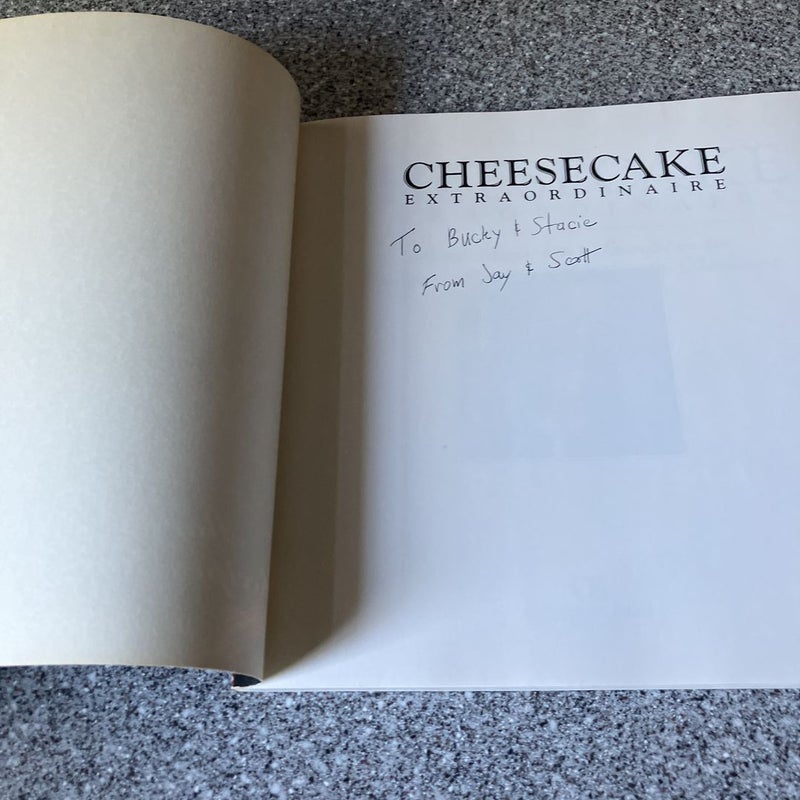 CHEESECAKE
EXTRAORDINAIRE
To Bucky & Stacie
From Jay & Scott